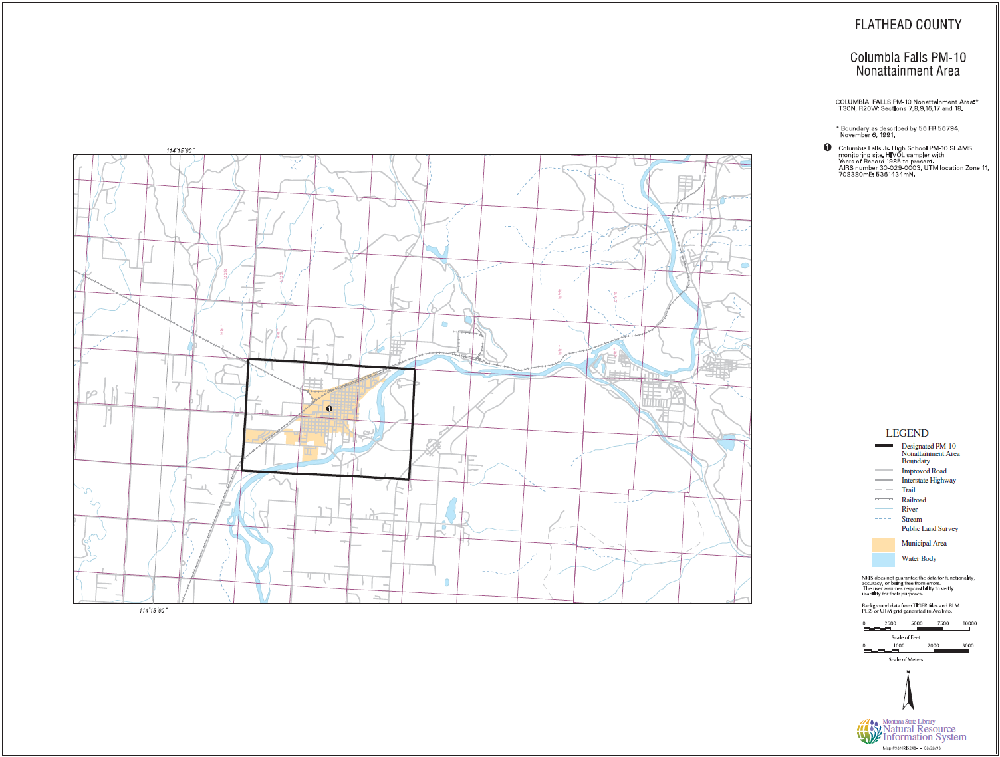 FLATHEAD COUNTY
Columbia Falls PM-10
Nonattainment Area
COLUMBIA FALLS PM-10 Nonattainment Area:*
T30N, R20W; Sections 7,8,9,16,17 and 18.
* Boundary as described by 56 FR 56794,
November 6, 1991.
1 Columbia Falls Jr. High School PM-10 SLAMS
monitoring site, HIVOL sampler with
Years of Record 1985 to present.
AIRS number 30-029-0003, UTM location Zone 11,
708380mE; 5361434mN.
114°15'00"
1
114°15'00"
LEGEND
Designated PM-10
Nonattainment Area
Boundary
Improved Road
Interstate Highway
Trail
Railroad
River
Stream
Public Land Survey
Municipal Area
Water Body
NRIS does not guarantee the data for functionality,
accuracy, or being free from errors.
The user assumes responsibility to verify
usability for their purposes.
Background data from TIGER files and BLM
PLSS or UTM grid generated in Arc/Info.
0 2500 5000 7500 10000
Scale of Feet
0 1000 2000 3000
Scale of Meters
N
Montana State Library
Natural Resource
Information System
Map #98NRIS248-I - 08/28/98